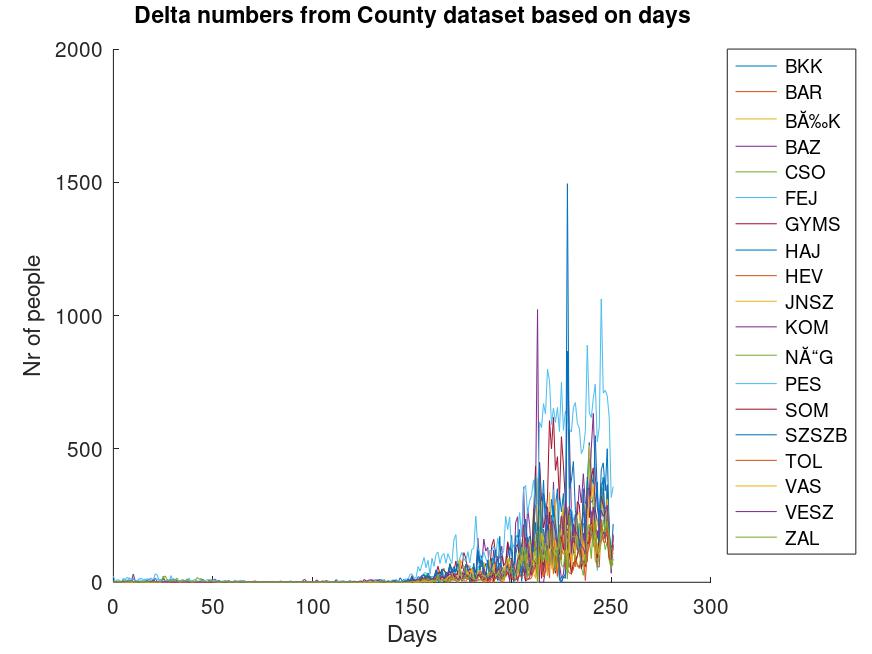 Delta numbers from County dataset based on days
2000
1500
1000
500
0
Nr of people
0 50 100 150 200 250 300
Days
BKK
BAR
BĂ‰K
BAZ
CSO
FEJ
GYMS
HAJ
HEV
JNSZ
KOM
NĂ“G
PES
SOM
SZSZB
TOL
VAS
VESZ
ZAL